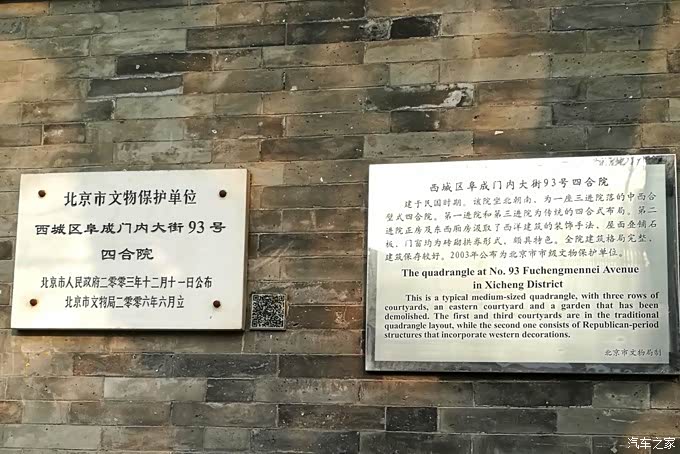 北京市文物保护单位
西城区阜成门内大街93号
四合院
北京市人民政府二零零三年十二月十一日公布
北京市文物局二零零六年六月立
西城区阜成门内大街93号四合院
建于民国时期。该院坐北朝南,为一座三进院落的中西合
璧式四合院。第一进院和第三进院为传统的四合式布局。第二
进院正房及东西厢房汲取了西洋建筑的装饰手法,屋面叠铺石
板,门窗均为砖砌拱券形式,颇具特色。全院建筑格局完整,
建筑保存较好。2003年公布为北京市市级文物保护单位。
The quadrangle at No. 93 Fuchengmennei Avenue
in Xicheng District
This is a typical medium-sized quadrangle, with three rows of
courtyards, an eastern courtyard and a garden that has been
demolished. The first and third courtyards are in the traditional
quadrangle layout, while the second one consists of Republican-period
structures that incorporate western decorations.
北京市文物局制
汽车之家